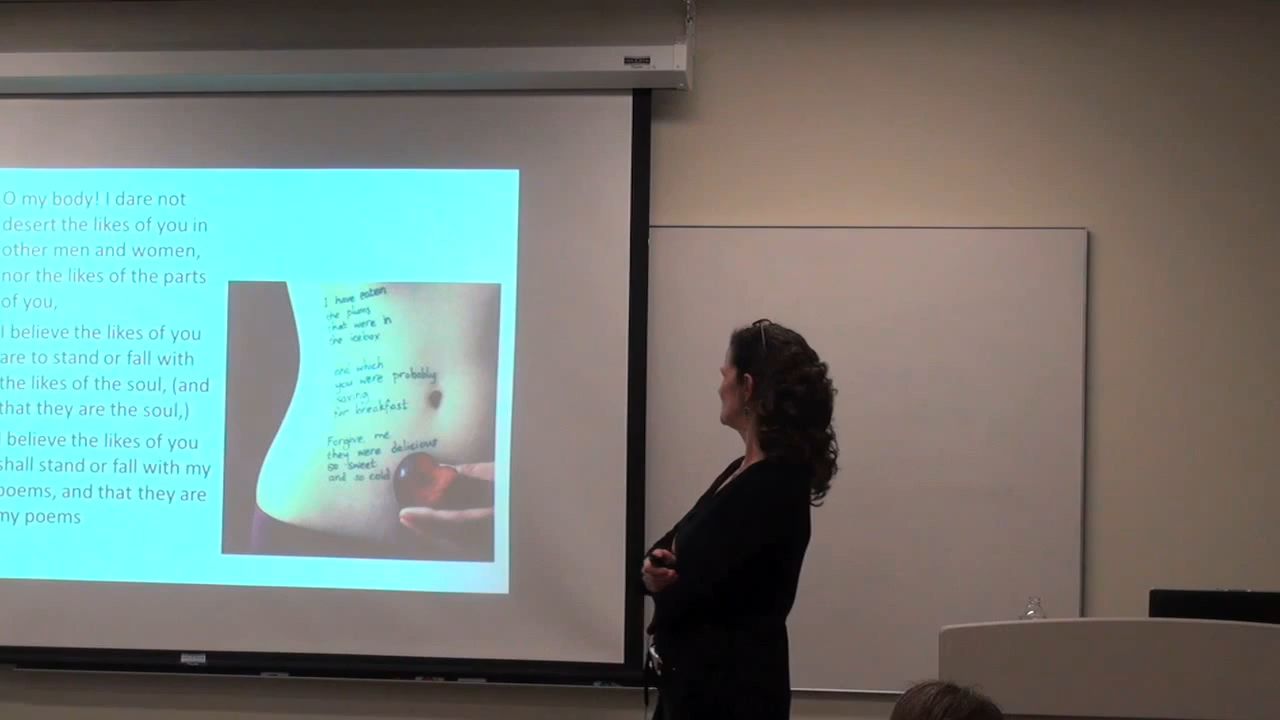 O my body! I dare not
desert the likes of you in
other men and women,
nor the likes of the parts
of you,
I believe the likes of you
are to stand or fall with
the likes of the soul, (and
that they are the soul,)
I believe the likes of you
shall stand or fall with my
poems, and that they are
my poems
I have eaten
the plums
that were in
the icebox
and which
you were probably
saving
for breakfast
Forgive me
they were delicious
so sweet
and so cold